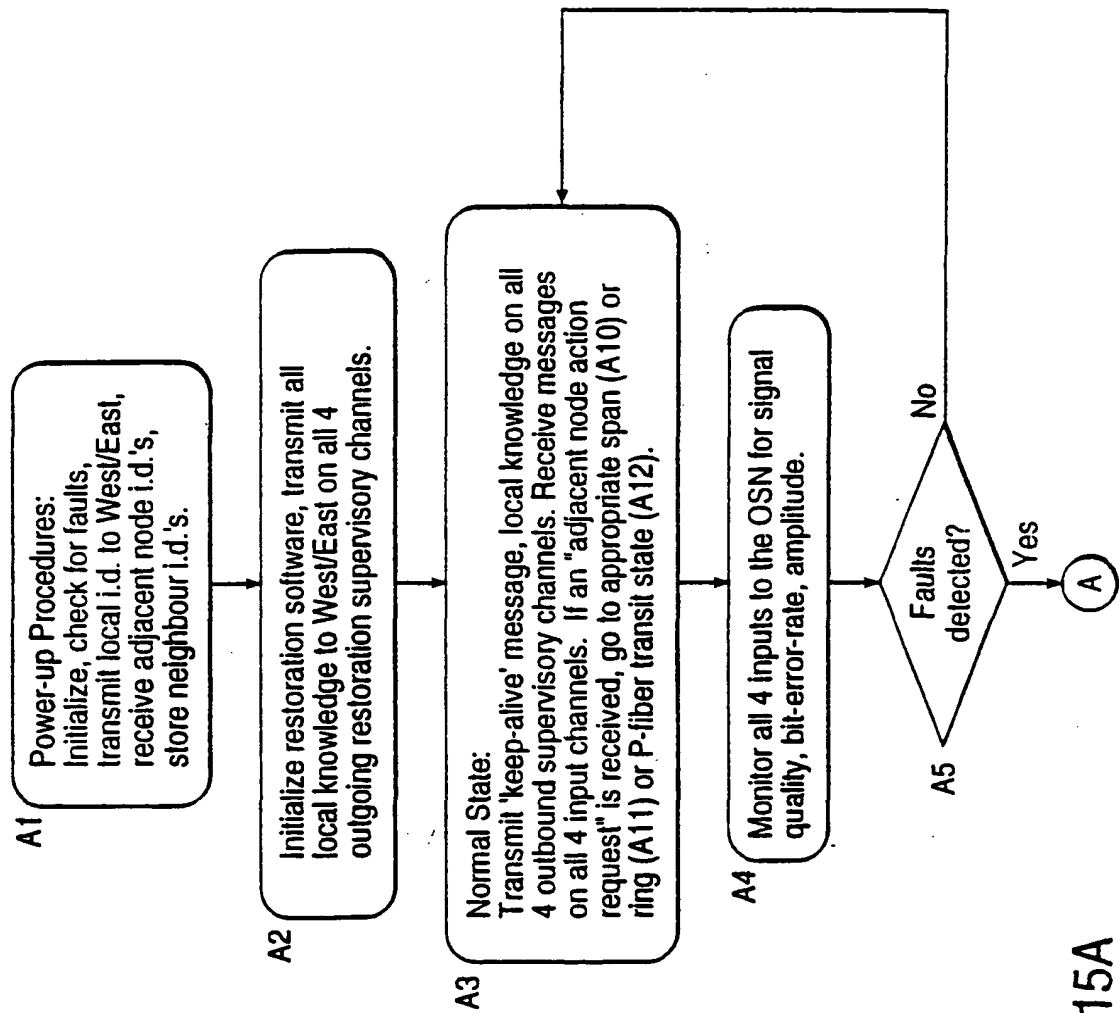 A1
Power-up Procedures:
Initialize, check for faults,
transmit local i.d. to West/East,
receive adjacent node i.d.'s,
store neighbour i.d.'s.
A2
Initialize restoration software, transmit all
local knowledge to West/East on all 4
outgoing restoration supervisory channels.
A3
Normal State:
Transmit 'keep-alive' message, local knowledge on all
4 outbound supervisory channels. Receive messages
on all 4 input channels. If an "adjacent node action
request" is received, go to appropriate span (A10) or
ring (A11) or P-fiber transit state (A12).
A4
Monitor all 4 inputs to the OSN for signal
quality, bit-error-rate, amplitude.
A5
Faults
detected?
No
Yes
A
15A